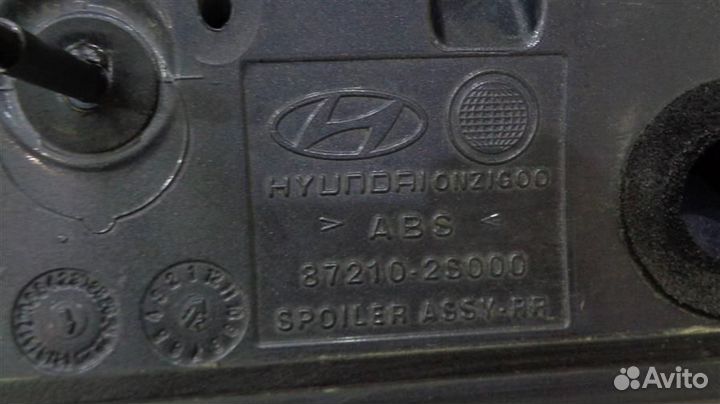 HYUNDAI ONZIGOO
> ABS <
87210-2S000
SPOILER ASSY-RR
Avito